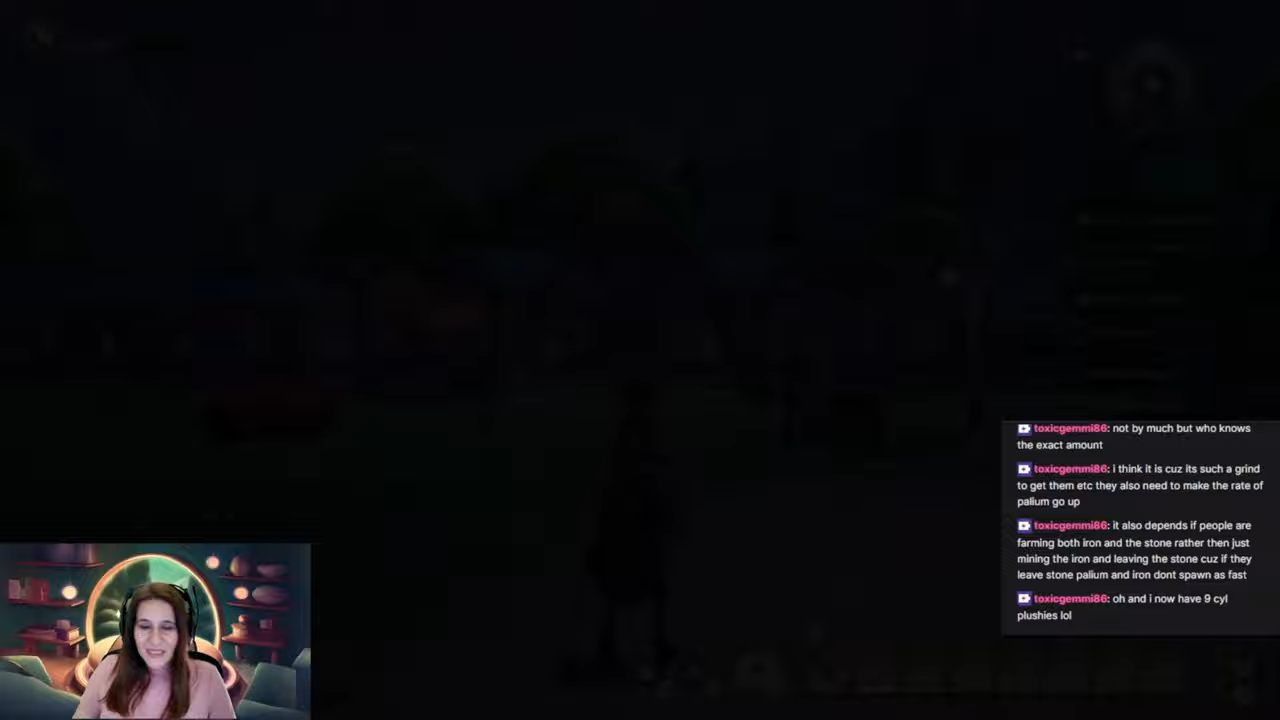 toxicgemmi86: not by much but who knows
the exact amount
toxicgemmi86: i think it is cuz its such a grind
to get them etc they also need to make the rate of
palium go up
toxicgemmi86: it also depends if people are
farming both iron and the stone rather then just
mining the iron and leaving the stone cuz if they
leave stone palium and iron dont spawn as fast
toxicgemmi86: oh and i now have 9 cyl
plushies lol